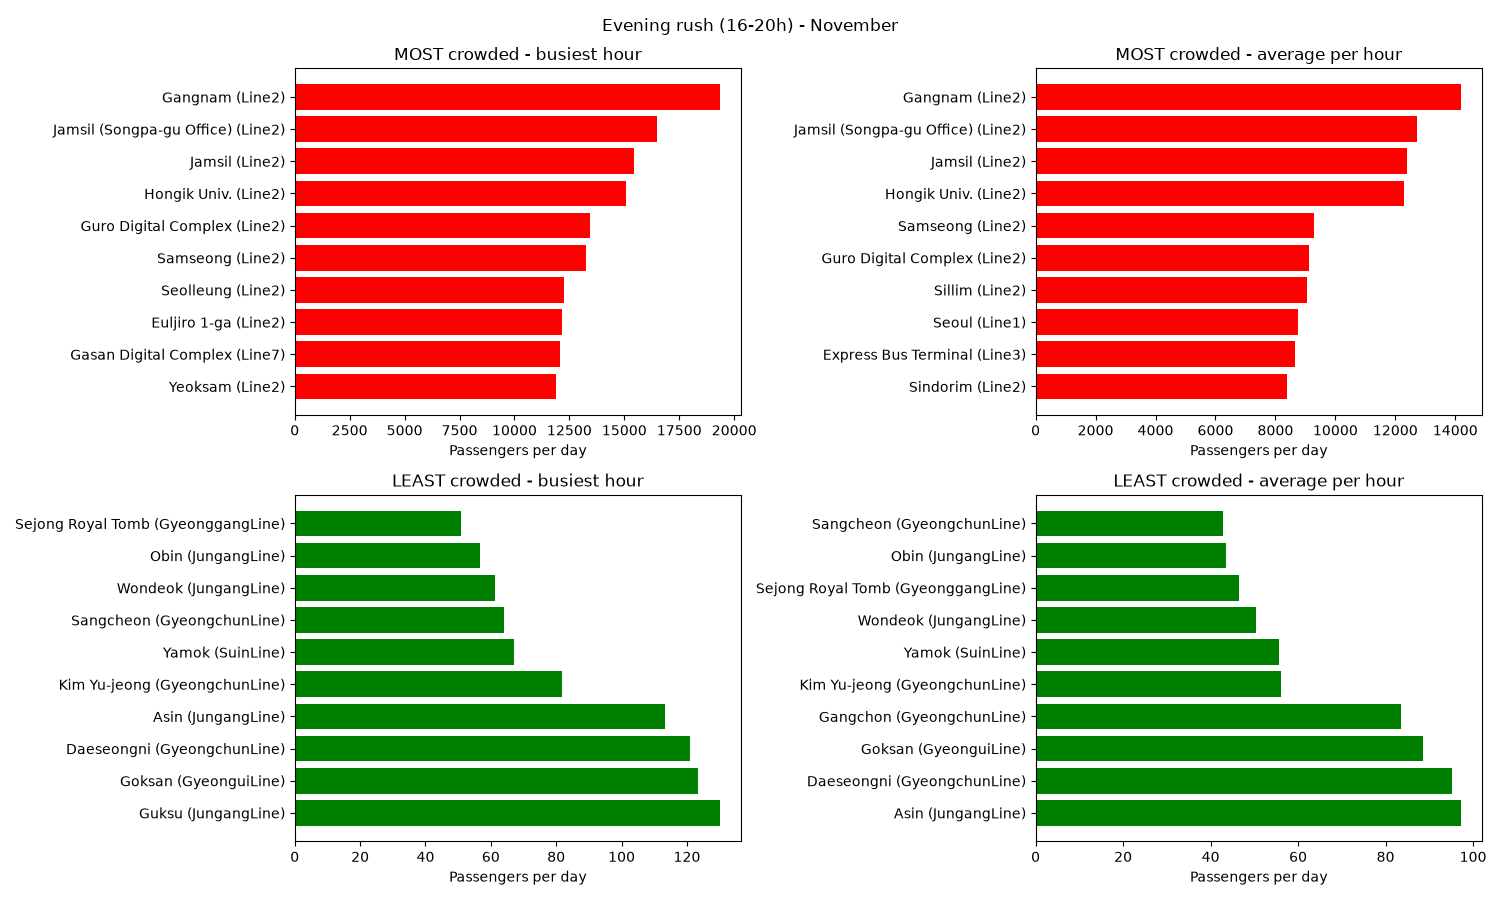 Evening rush (16-20h) - November
MOST crowded - busiest hour
Gangnam (Line2)
Jamsil (Songpa-gu Office) (Line2)
Jamsil (Line2)
Hongik Univ. (Line2)
Guro Digital Complex (Line2)
Samseong (Line2)
Seolleung (Line2)
Euljiro 1-ga (Line2)
Gasan Digital Complex (Line7)
Yeoksam (Line2)
0 2500 5000 7500 10000 12500 15000 17500 20000
Passengers per day
MOST crowded - average per hour
Gangnam (Line2)
Jamsil (Songpa-gu Office) (Line2)
Jamsil (Line2)
Hongik Univ. (Line2)
Samseong (Line2)
Guro Digital Complex (Line2)
Sillim (Line2)
Seoul (Line1)
Express Bus Terminal (Line3)
Sindorim (Line2)
0 2000 4000 6000 8000 10000 12000 14000
Passengers per day
LEAST crowded - busiest hour
Sejong Royal Tomb (GyeonggangLine)
Obin (JungangLine)
Wondeok (JungangLine)
Sangcheon (GyeongchunLine)
Yamok (SuinLine)
Kim Yu-jeong (GyeongchunLine)
Asin (JungangLine)
Daeseongni (GyeongchunLine)
Goksan (GyeonguiLine)
Guksu (JungangLine)
0 20 40 60 80 100 120
Passengers per day
LEAST crowded - average per hour
Sangcheon (GyeongchunLine)
Obin (JungangLine)
Sejong Royal Tomb (GyeonggangLine)
Wondeok (JungangLine)
Yamok (SuinLine)
Kim Yu-jeong (GyeongchunLine)
Gangchon (GyeongchunLine)
Goksan (GyeonguiLine)
Daeseongni (GyeongchunLine)
Asin (JungangLine)
0 20 40 60 80 100
Passengers per day